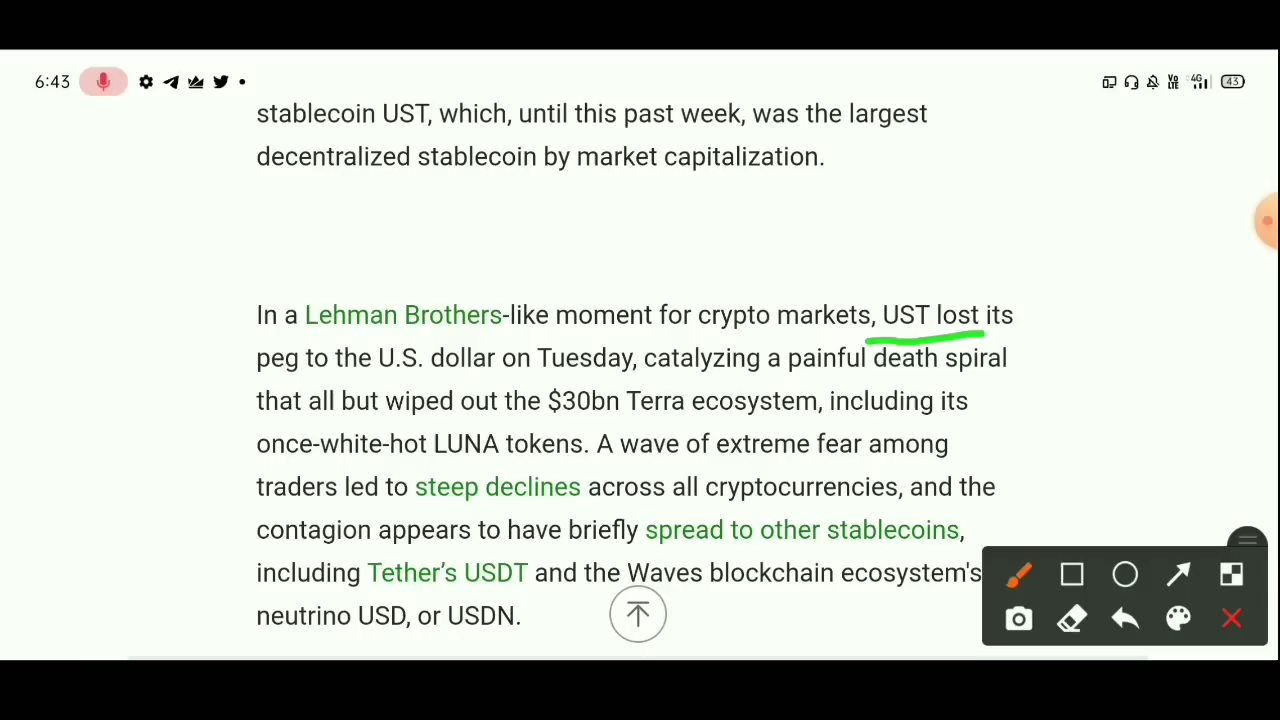 6:43
Vo LTE 4G 43
stablecoin UST, which, until this past week, was the largest
decentralized stablecoin by market capitalization.
In a Lehman Brothers-like moment for crypto markets, UST lost its
peg to the U.S. dollar on Tuesday, catalyzing a painful death spiral
that all but wiped out the $30bn Terra ecosystem, including its
once-white-hot LUNA tokens. A wave of extreme fear among
traders led to steep declines across all cryptocurrencies, and the
contagion appears to have briefly spread to other stablecoins,
including Tether’s USDT and the Waves blockchain ecosystem's
neutrino USD, or USDN.